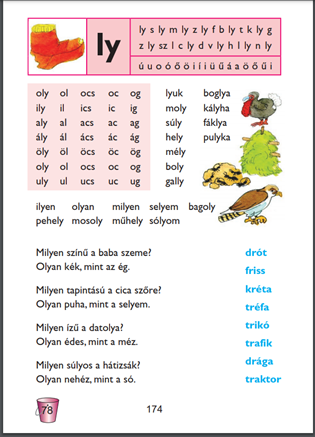 ly
ly s ly m ly z ly f b ly t k ly g
z ly sz l c ly d v ly h l ly n ly
ú u o ó ő ö i í i ü ű á a ö ő ű i
oly ol ocs oc og
ily il ics ic ig
aly al acs ac ag
ály ál ács ác ág
öly öl öcs öc ög
oly ol ocs oc og
uly ul ucs uc ug
lyuk boglya
moly kályha
súly fáklya
hely pulyka
mély
boly
gally
ilyen olyan milyen selyem bagoly
pehely mosoly műhely sólyom
Milyen színű a baba szeme?
Olyan kék, mint az ég.
Milyen tapintású a cica szőre?
Olyan puha, mint a selyem.
Milyen ízű a datolya?
Olyan édes, mint a méz.
Milyen súlyos a hátizsák?
Olyan nehéz, mint a só.
drót
friss
kréta
tréfa
trikó
trafik
drága
traktor
78
174